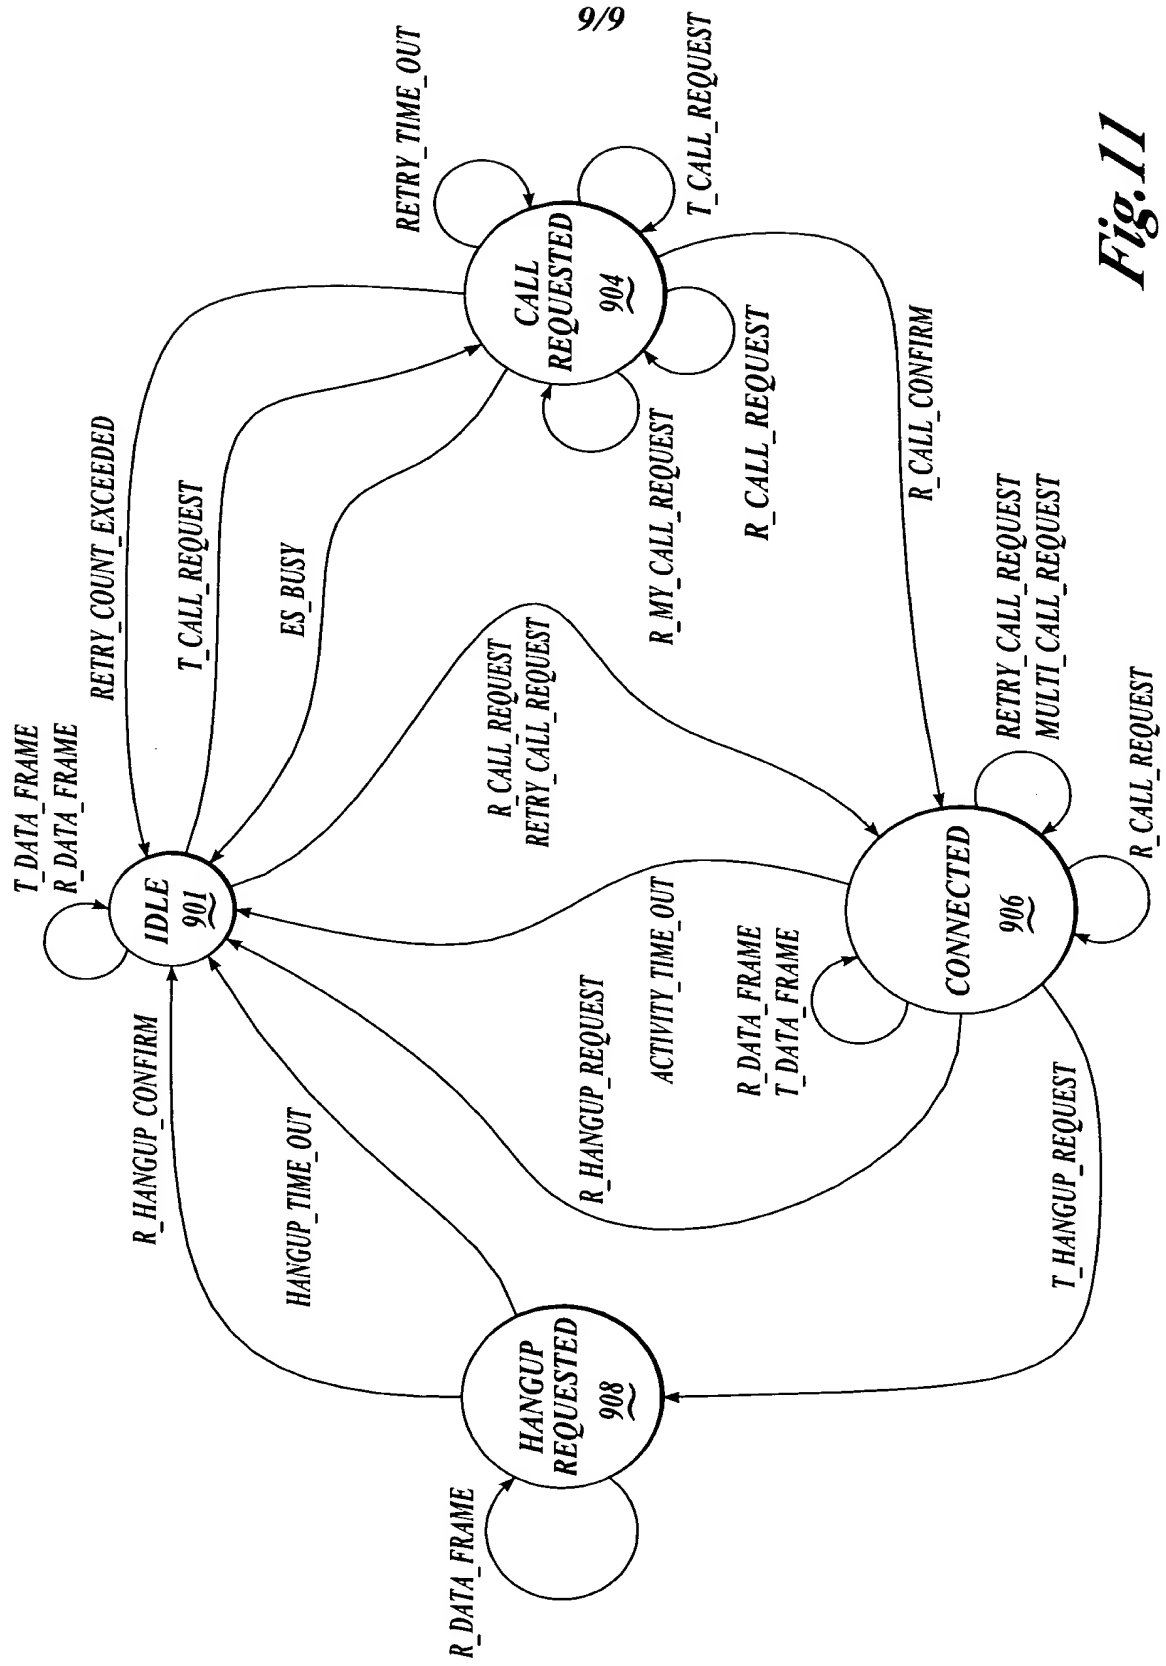 9/9
T_DATA_FRAME
R_DATA_FRAME
IDLE
901
RETRY_COUNT_EXCEEDED
T_CALL_REQUEST
ES_BUSY
R_HANGUP_CONFIRM
HANGUP_TIME_OUT
RETRY_TIME_OUT
CALL
REQUESTED
904
T_CALL_REQUEST
R_CALL_REQUEST
RETRY_CALL_REQUEST
R_MY_CALL_REQUEST
R_CALL_REQUEST
R_HANGUP_REQUEST
ACTIVITY_TIME_OUT
R_DATA_FRAME
T_DATA_FRAME
HANGUP
REQUESTED
908
R_DATA_FRAME
R_CALL_CONFIRM
CONNECTED
906
RETRY_CALL_REQUEST
MULTI_CALL_REQUEST
R_CALL_REQUEST
T_HANGUP_REQUEST
Fig.11